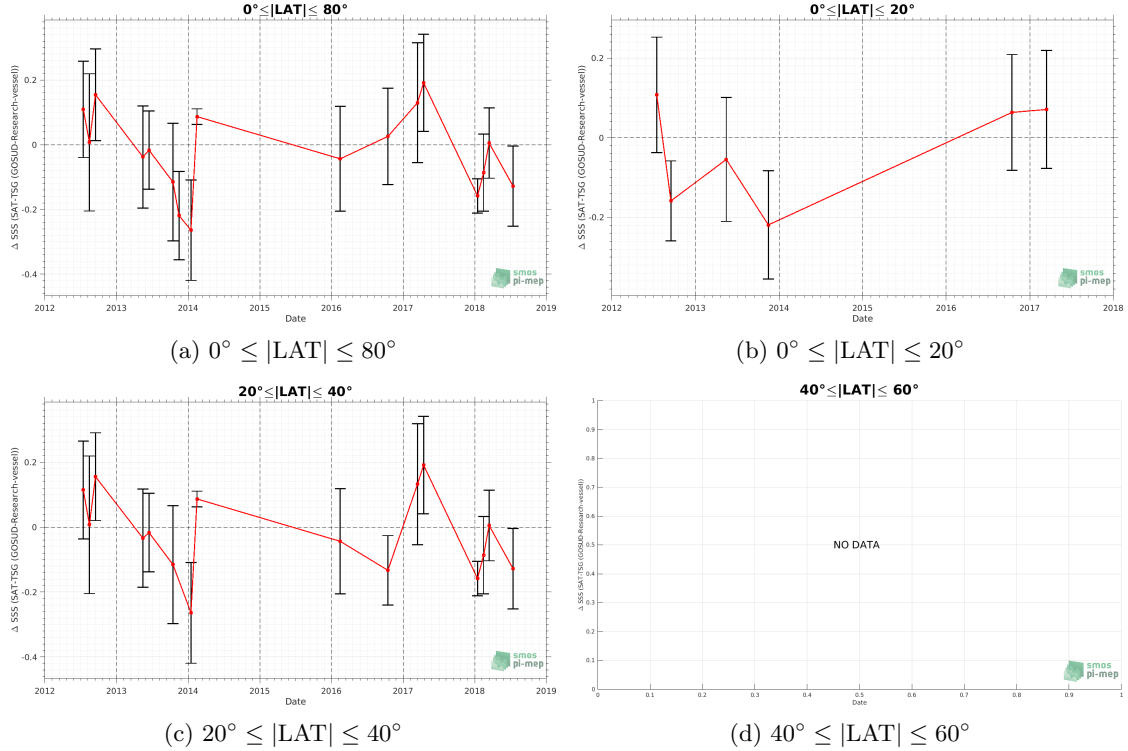 0°≤|LAT|≤ 80°
Δ SSS (SAT-TSG (GOSUD-Research-vessel))
0.2
0
-0.2
-0.4
2012 2013 2014 2015 2016 2017 2018 2019
Date
smos
pi-mep
(a) 0° ≤ |LAT| ≤ 80°
0°≤|LAT|≤ 20°
Δ SSS (SAT-TSG (GOSUD-Research-vessel))
0.2
0
-0.2
2012 2013 2014 2015 2016 2017 2018
Date
smos
pi-mep
(b) 0° ≤ |LAT| ≤ 20°
20°≤|LAT|≤ 40°
Δ SSS (SAT-TSG (GOSUD-Research-vessel))
0.2
0
-0.2
-0.4
2012 2013 2014 2015 2016 2017 2018 2019
Date
smos
pi-mep
(c) 20° ≤ |LAT| ≤ 40°
40°≤|LAT|≤ 60°
Δ SSS (SAT-TSG (GOSUD-Research-vessel))
1
0.9
0.8
0.7
0.6
0.5
0.4
0.3
0.2
0.1
0
NO DATA
0 0.1 0.2 0.3 0.4 0.5 0.6 0.7 0.8 0.9 1
Date
smos
pi-mep
(d) 40° ≤ |LAT| ≤ 60°